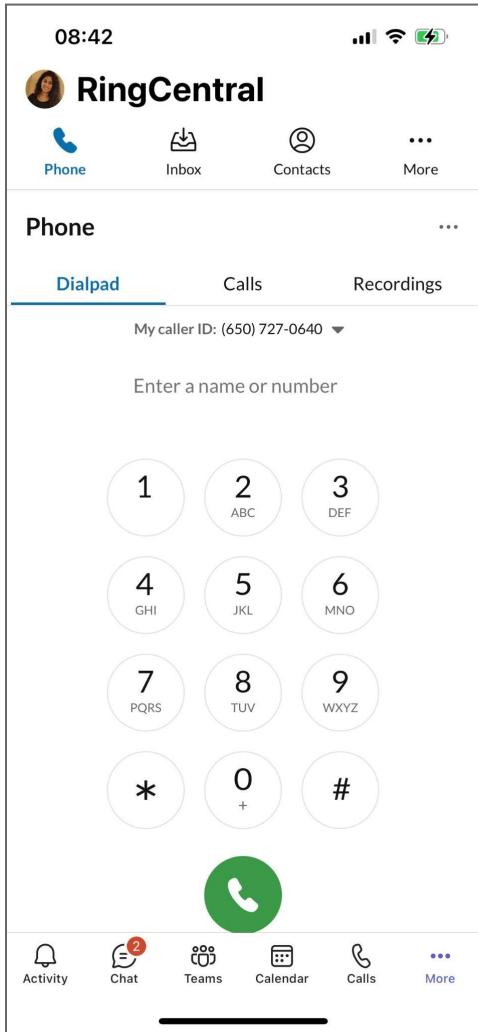 08:42
RingCentral
Phone Inbox Contacts More
Phone
Dialpad Calls Recordings
My caller ID: (650) 727-0640
Enter a name or number
1 2 3
ABC DEF
4 5 6
GHI JKL MNO
7 8 9
PQRS TUV WXYZ
* 0 #
+
2
Activity Chat Teams Calendar Calls More